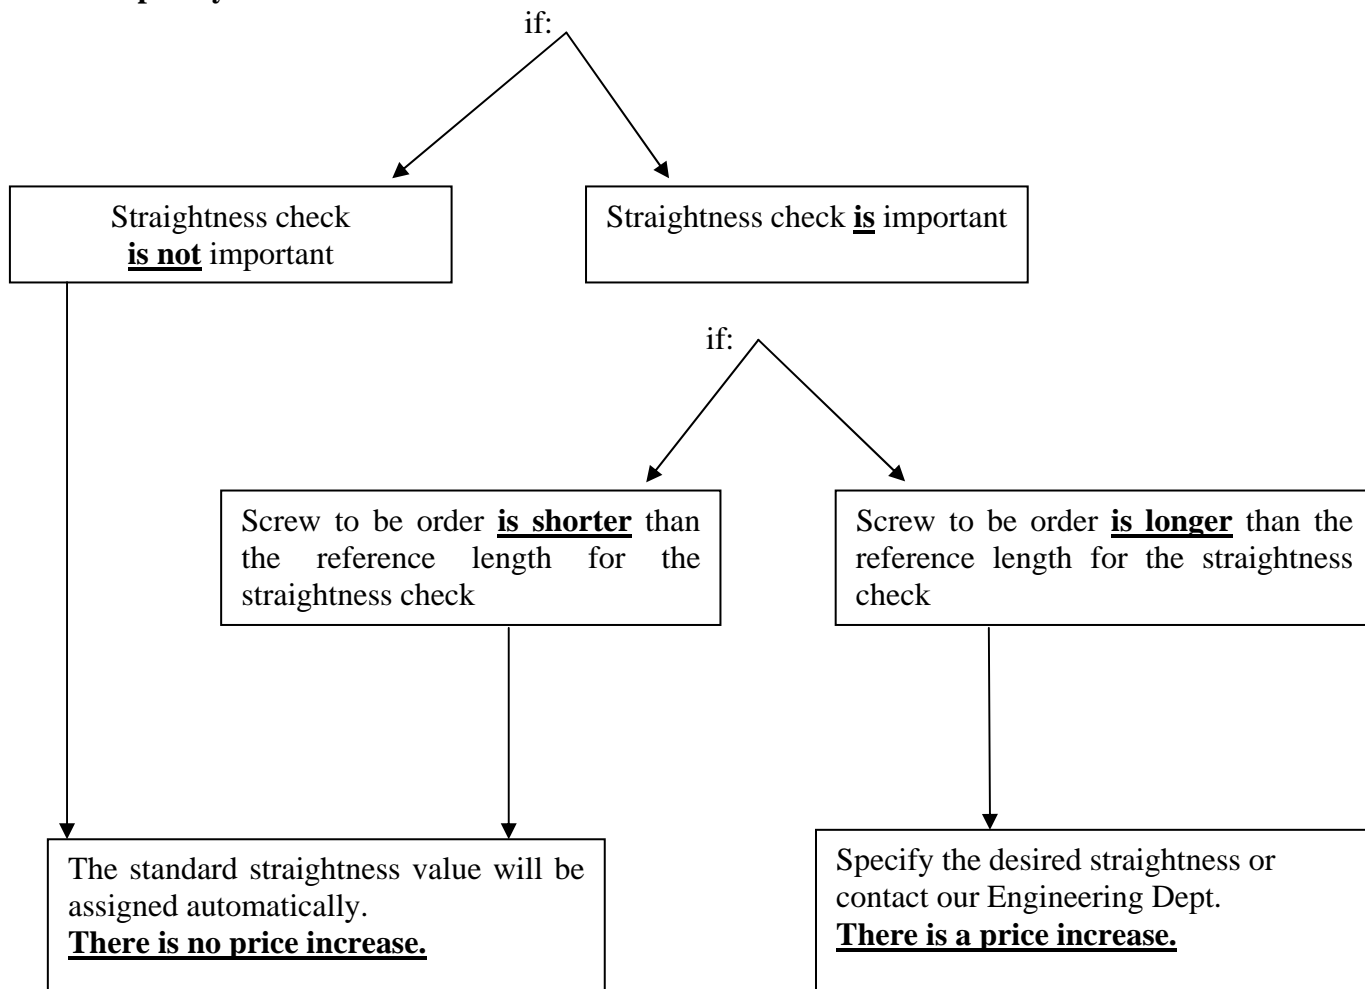 if:
Straightness check
is not important
Straightness check is important
if:
Screw to be order is shorter than
the reference length for the
straightness check
Screw to be order is longer than the
reference length for the straightness
check
The standard straightness value will be
assigned automatically.
There is no price increase.
Specify the desired straightness or
contact our Engineering Dept.
There is a price increase.